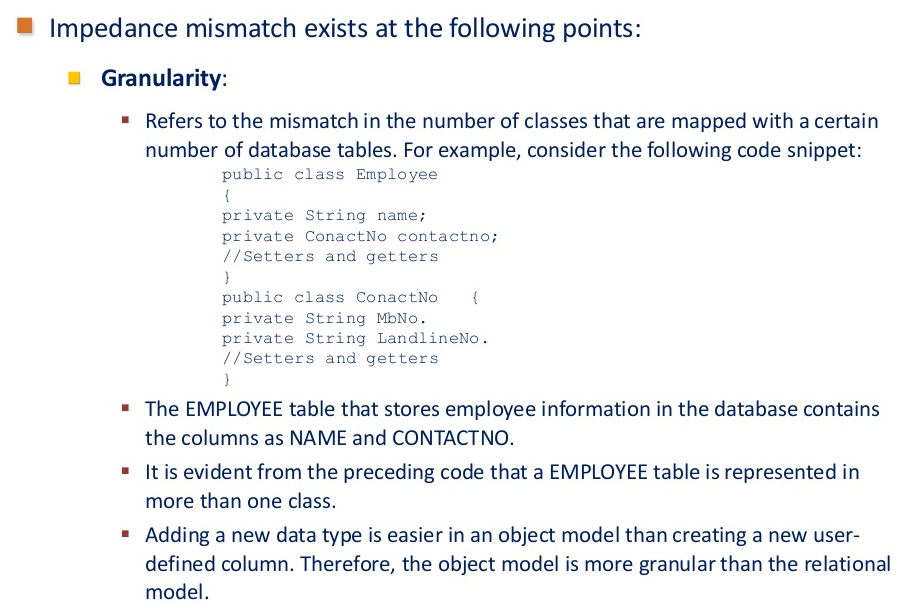 Impedance mismatch exists at the following points:
Granularity:
Refers to the mismatch in the number of classes that are mapped with a certain
number of database tables. For example, consider the following code snippet:
public class Employee
{
private String name;
private ConactNo contactno;
//Setters and getters
}
public class ConactNo {
private String MbNo.
private String LandlineNo.
//Setters and getters
}
The EMPLOYEE table that stores employee information in the database contains
the columns as NAME and CONTACTNO.
It is evident from the preceding code that a EMPLOYEE table is represented in
more than one class.
Adding a new data type is easier in an object model than creating a new user-
defined column. Therefore, the object model is more granular than the relational
model.